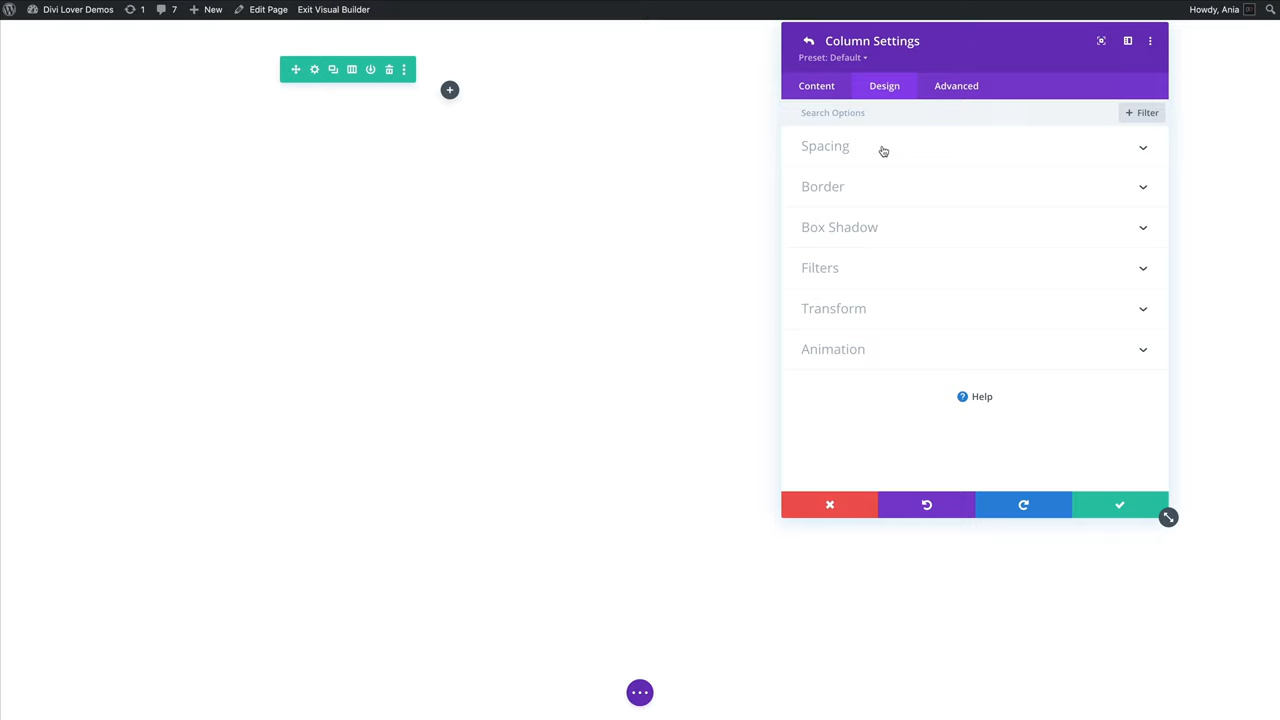 Divi Lover Demos 1 7 New Edit Page Exit Visual Builder Howdy, Ania
Column Settings
Preset: Default
Content Design Advanced
Search Options + Filter
Spacing
Border
Box Shadow
Filters
Transform
Animation
? Help